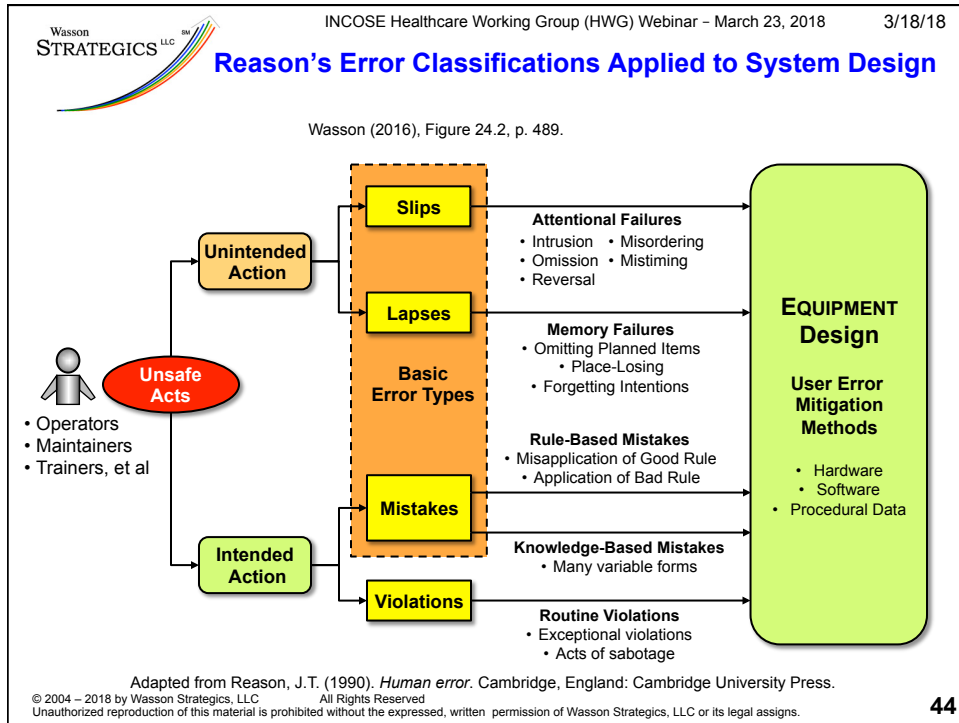 Wasson
STRATEGICS LLC SM
INCOSE Healthcare Working Group (HWG) Webinar – March 23, 2018
3/18/18
Reason's Error Classifications Applied to System Design
Wasson (2016), Figure 24.2, p. 489.
Slips
Attentional Failures
• Intrusion • Misordering
• Omission • Mistiming
• Reversal
Unintended
Action
Lapses
Memory Failures
• Omitting Planned Items
• Place-Losing
• Forgetting Intentions
Unsafe
Acts
• Operators
• Maintainers
• Trainers, et al
Basic
Error Types
Rule-Based Mistakes
• Misapplication of Good Rule
• Application of Bad Rule
Mistakes
Knowledge-Based Mistakes
• Many variable forms
Intended
Action
Violations
Routine Violations
• Exceptional violations
• Acts of sabotage
EQUIPMENT
Design
User Error
Mitigation
Methods
• Hardware
• Software
• Procedural Data
Adapted from Reason, J.T. (1990). Human error. Cambridge, England: Cambridge University Press.
© 2004 – 2018 by Wasson Strategics, LLC All Rights Reserved
Unauthorized reproduction of this material is prohibited without the expressed, written permission of Wasson Strategics, LLC or its legal assigns.
44